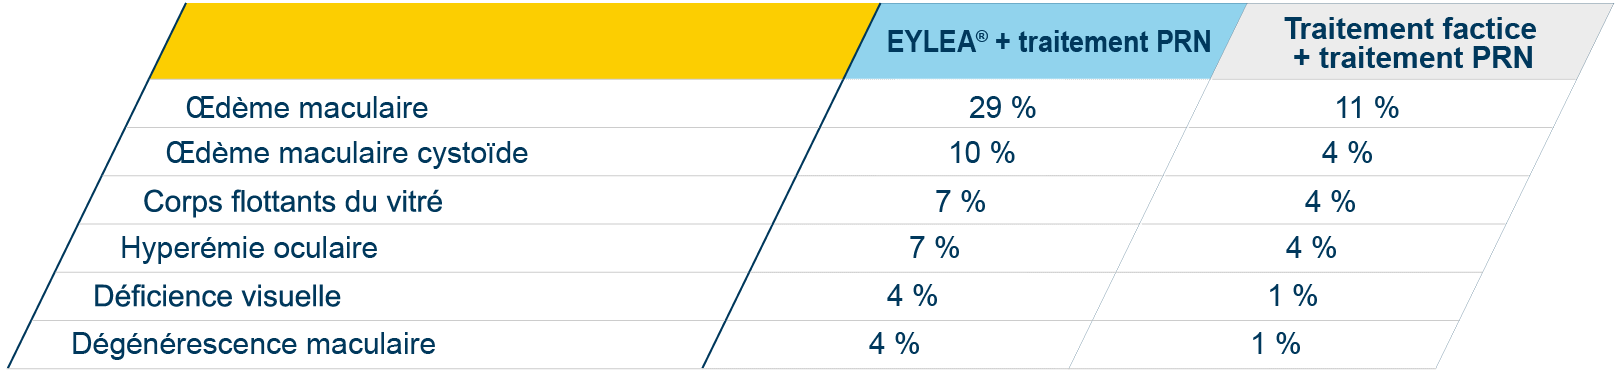 EYLEA® + traitement PRN
Traitement factice
+ traitement PRN
Œdème maculaire 29 % 11 %
Œdème maculaire cystoïde 10 % 4 %
Corps flottants du vitré 7 % 4 %
Hyperémie oculaire 7 % 4 %
Déficience visuelle 4 % 1 %
Dégénérescence maculaire 4 % 1 %